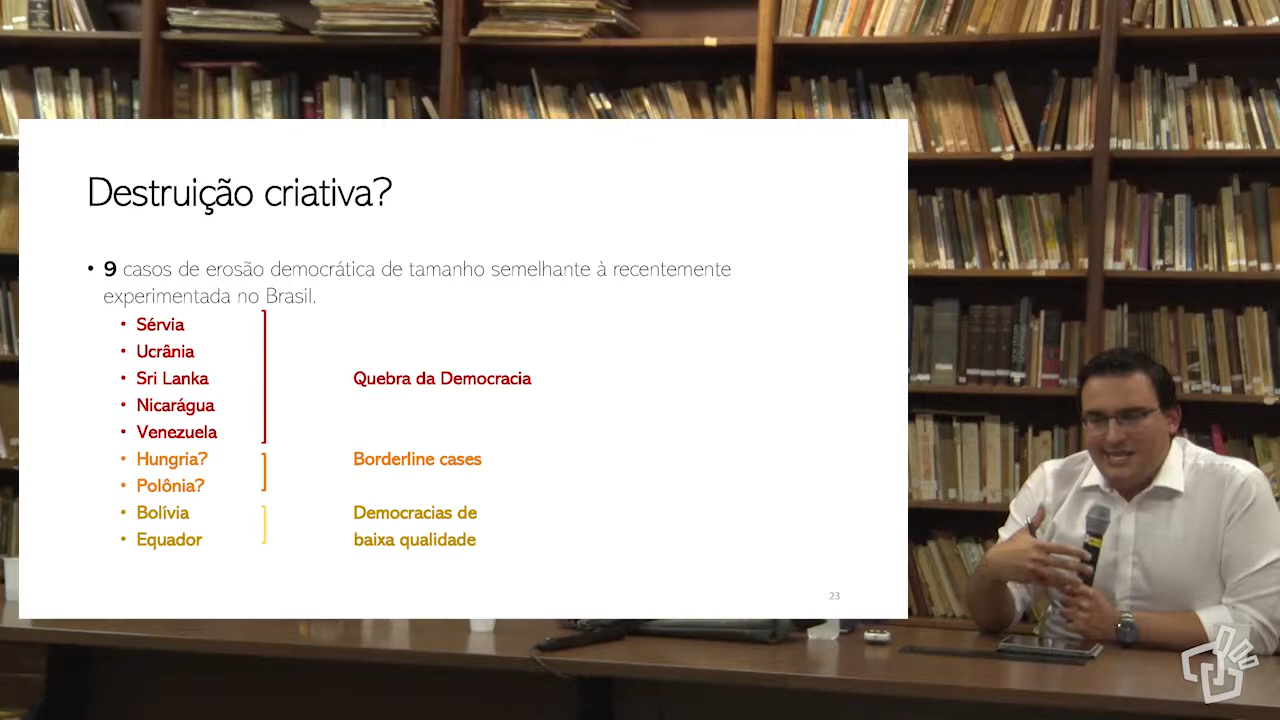 Destruição criativa?
• 9 casos de erosão democrática de tamanho semelhante à recentemente
experimentada no Brasil.
• Sérvia
• Ucrânia
• Sri Lanka
Quebra da Democracia
• Nicarágua
• Venezuela
• Hungria?
Borderline cases
• Polônia?
• Bolívia
Democracias de
• Equador
baixa qualidade
23